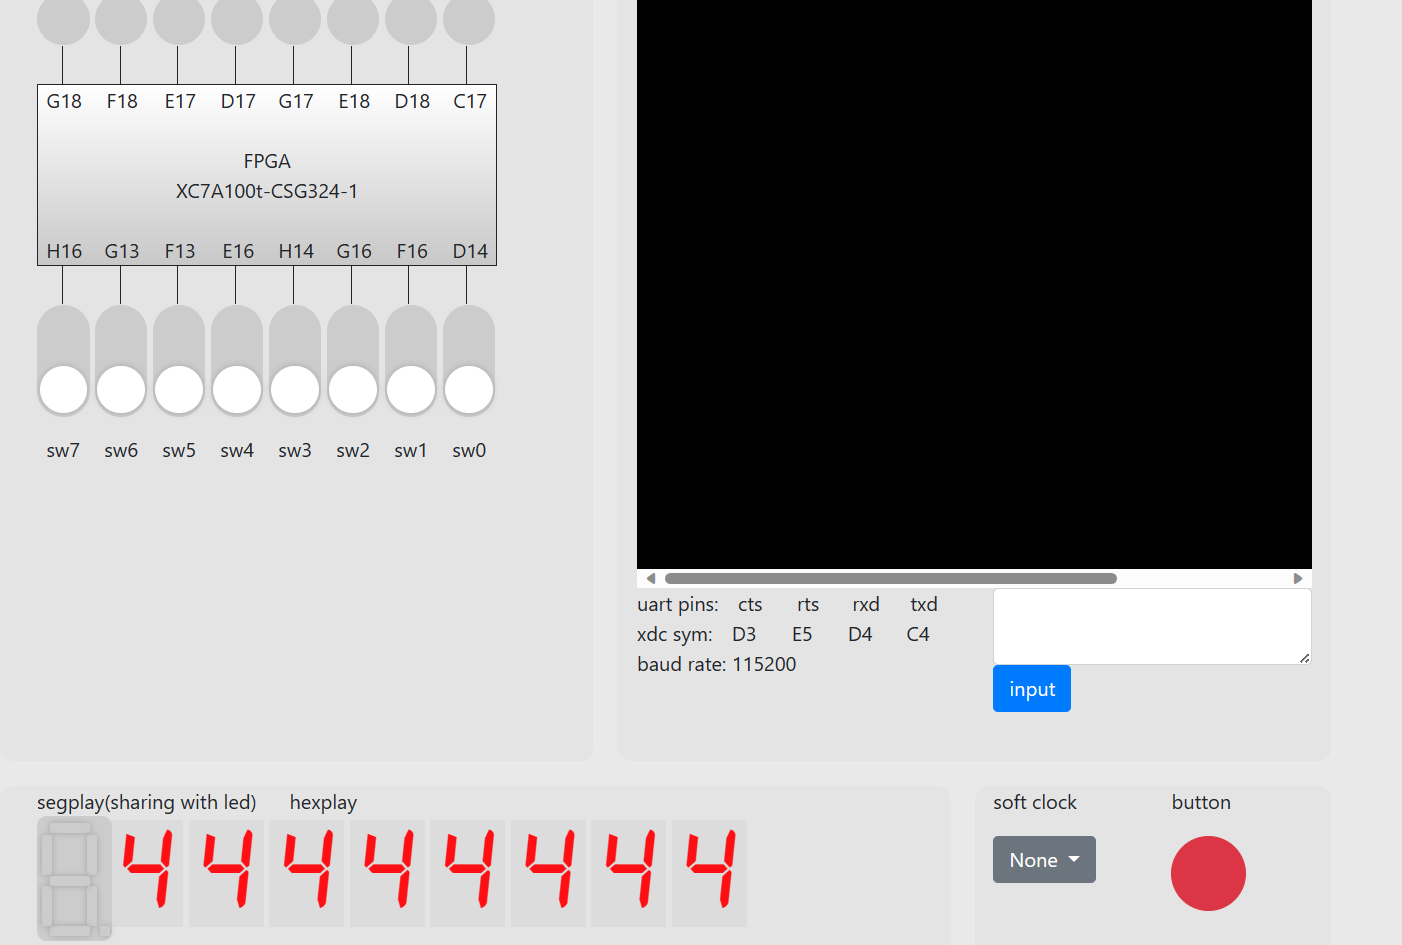 G18 F18 E17 D17 G17 E18 D18 C17
FPGA
XC7A100t-CSG324-1
H16 G13 F13 E16 H14 G16 F16 D14
sw7 sw6 sw5 sw4 sw3 sw2 sw1 sw0
uart pins: cts rts rxd txd
xdc sym: D3 E5 D4 C4
baud rate: 115200
input
segplay(sharing with led) hexplay
4 4 4 4 4 4 4 4
soft clock button
None